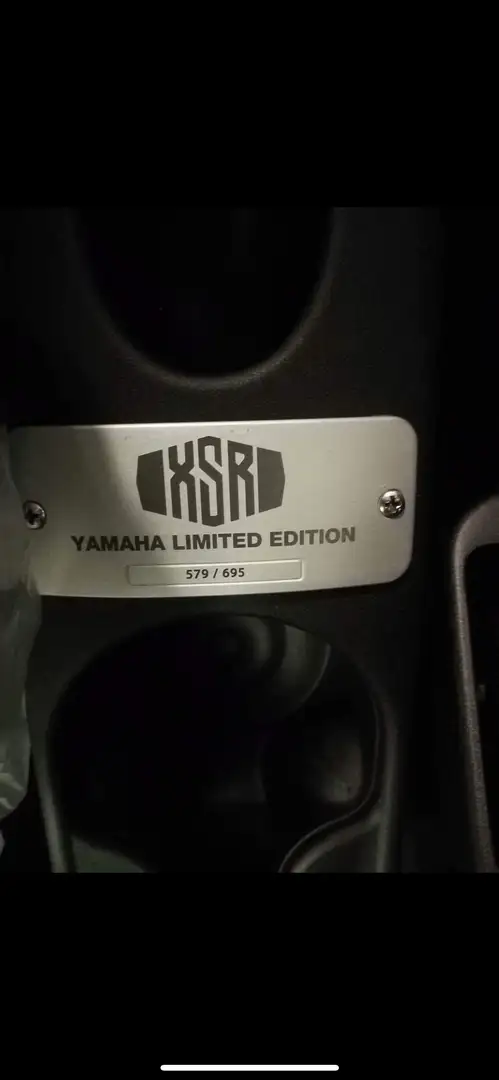 XSR
YAMAHA LIMITED EDITION
579 / 695